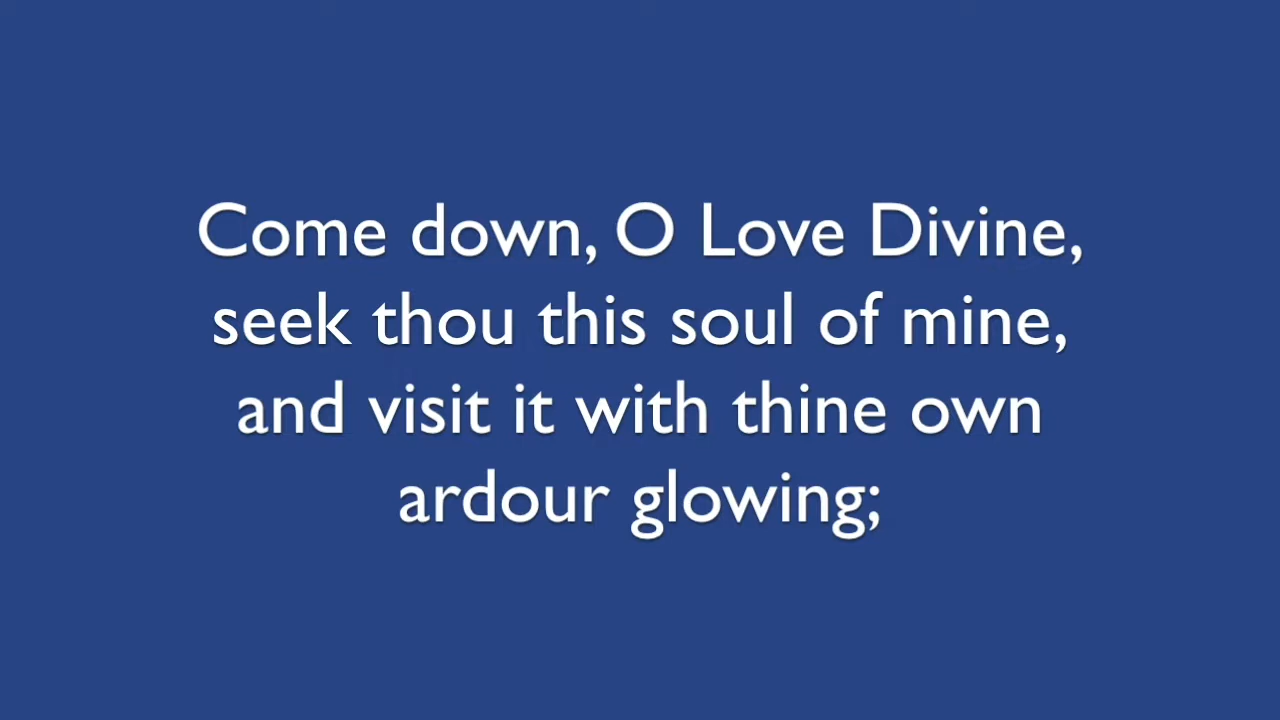 Come down, O Love Divine,
seek thou this soul of mine,
and visit it with thine own
ardour glowing;